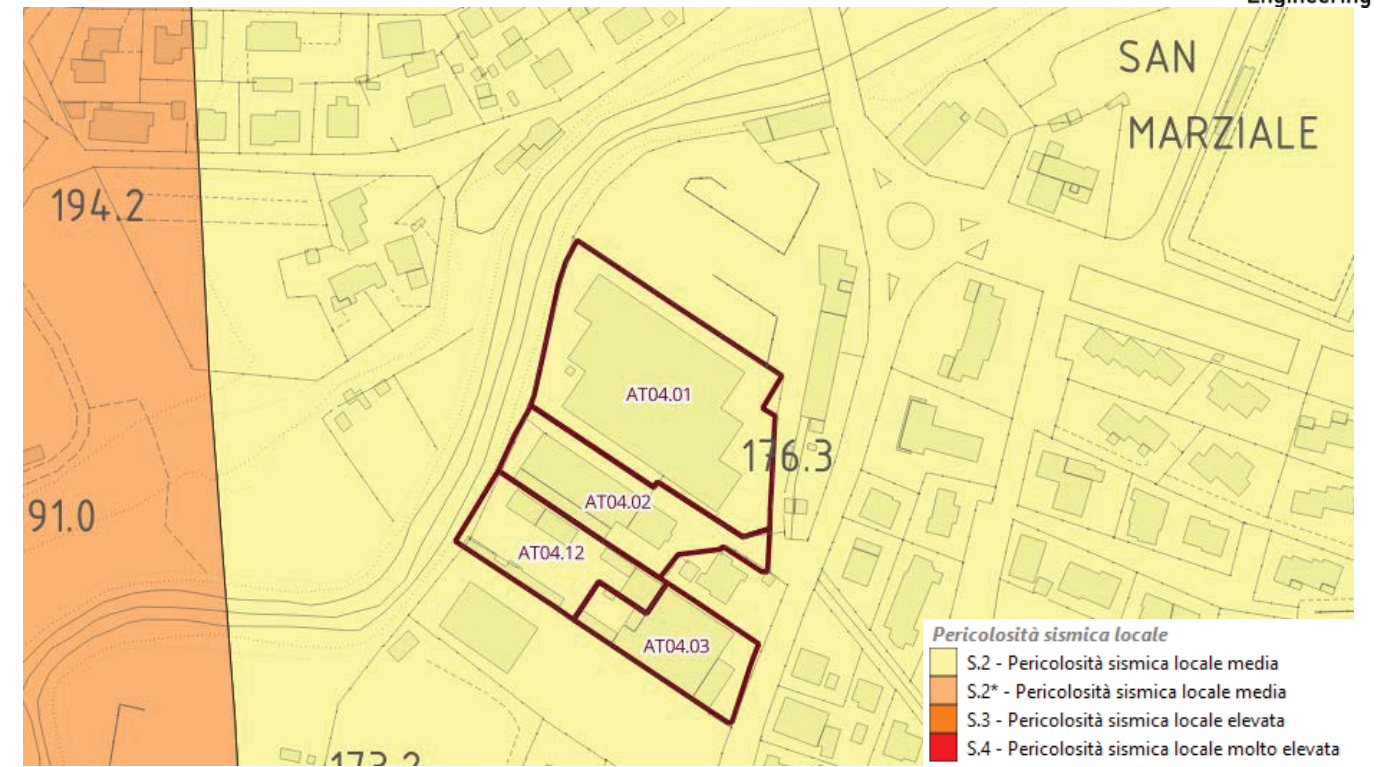 Engineering
SAN
MARZIALE
194.2
AT04.01
176.3
AT04.02
91.0
AT04.12
AT04.03
173.2
Pericolosità sismica locale
S.2 - Pericolosità sismica locale media
S.2* - Pericolosità sismica locale media
S.3 - Pericolosità sismica locale elevata
S.4 - Pericolosità sismica locale molto elevata